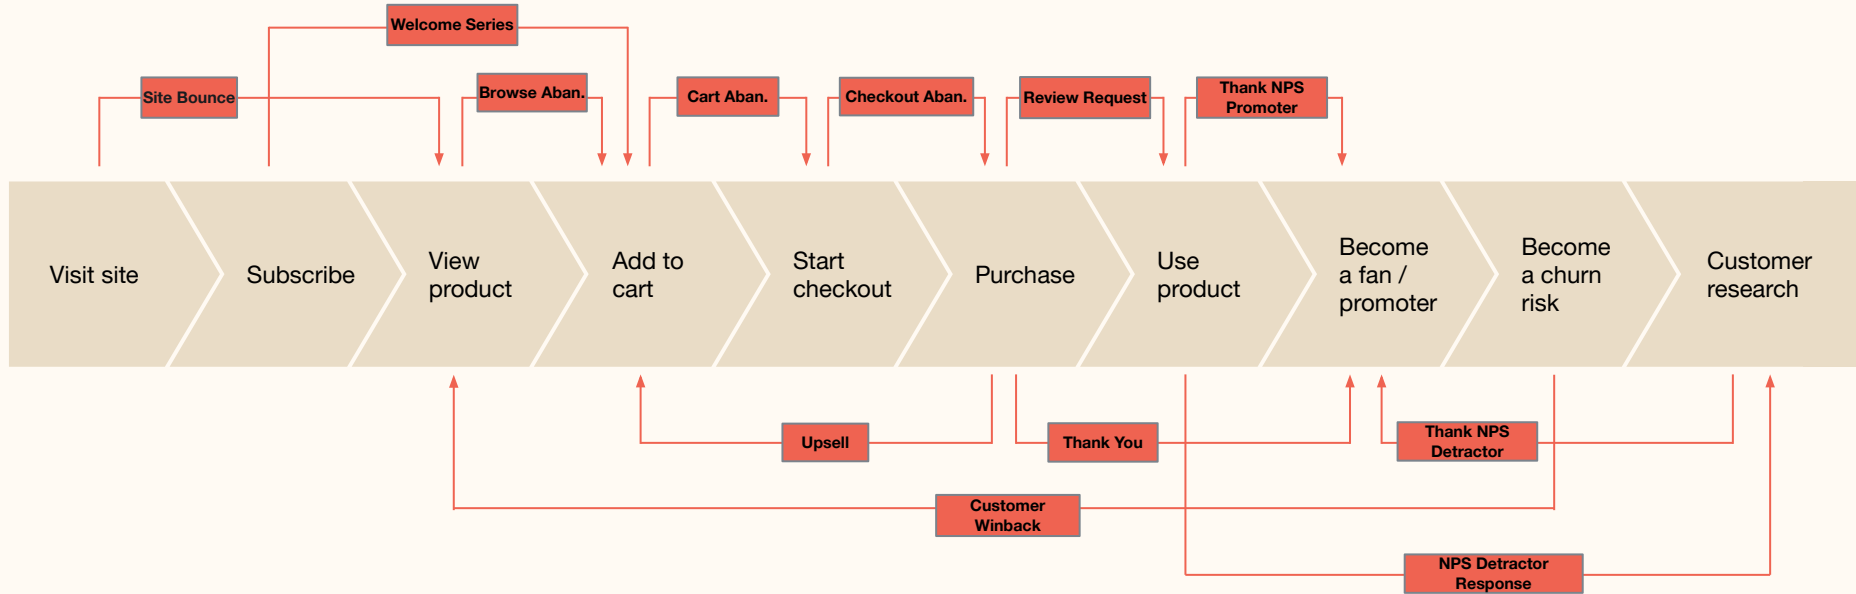 Welcome Series
Site Bounce
Browse Aban.
Cart Aban.
Checkout Aban.
Review Request
Thank NPS
Promoter
Visit site
Subscribe
View
product
Add to
cart
Start
checkout
Purchase
Use
product
Become
a fan /
promoter
Become
a churn
risk
Customer
research
Upsell
Thank You
Thank NPS
Detractor
Customer
Winback
NPS Detractor
Response